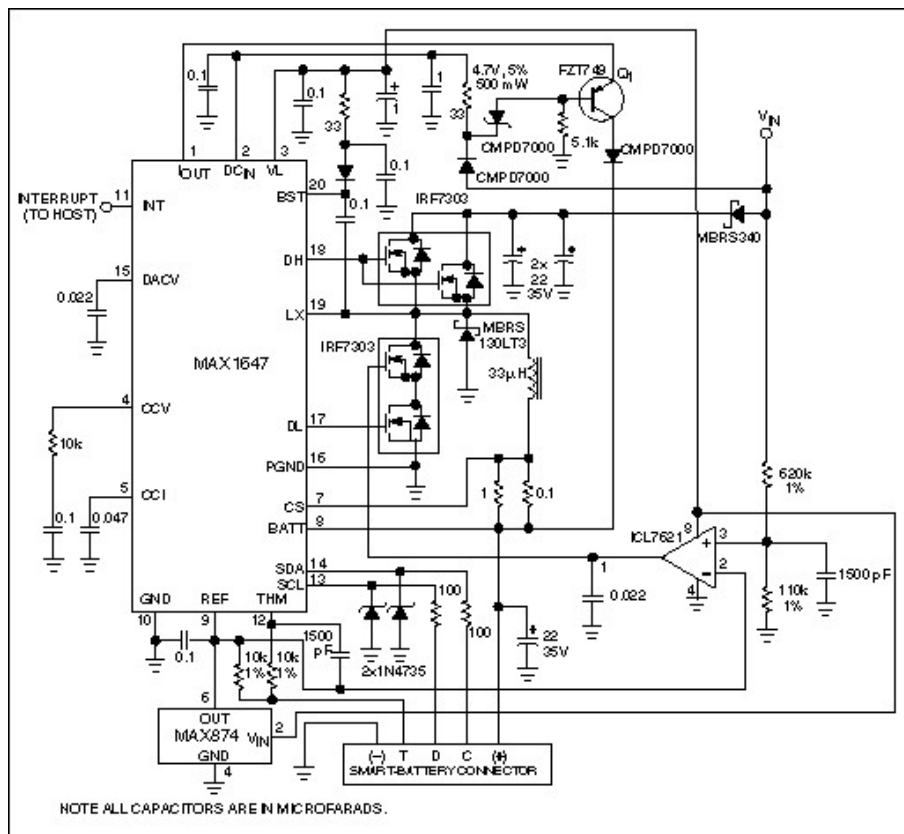 0.1
0.1
33
+
1
1
4.7V, 5%
500 mW
33
CMPD7000
CMPD7000
FZT749
Q1
5.1k
CMPD7000
VIN
1
2
3
IOUT
DCIN
VL
0.1
INTERRUPT
(TO HOST)
11
INT
20
BST
0.1
IRF7303
MBRS340
18
DH
+
+
2x
22
35V
15
DACV
0.022
19
LX
MBRS
130LT3
IRF7303
MAX1647
33µH
4
CCV
10k
17
DL
16
PGND
620k
1%
5
CCI
7
CS
1
0.1
0.1
0.047
8
BATT
ICL7621
8
+
3
1
-
2
4
1500pF
14
SDA
13
SCL
0.022
110k
1%
GND
REF
THM
10
9
12
1500
pF
100
100
+
22
35V
0.1
10k
1%
10k
1%
2x1N4735
6
OUT
MAX874
VIN
2
GND
4
(–) T D C (+)
SMART-BATTERY CONNECTOR
NOTE ALL CAPACITORS ARE IN MICROFARADS.